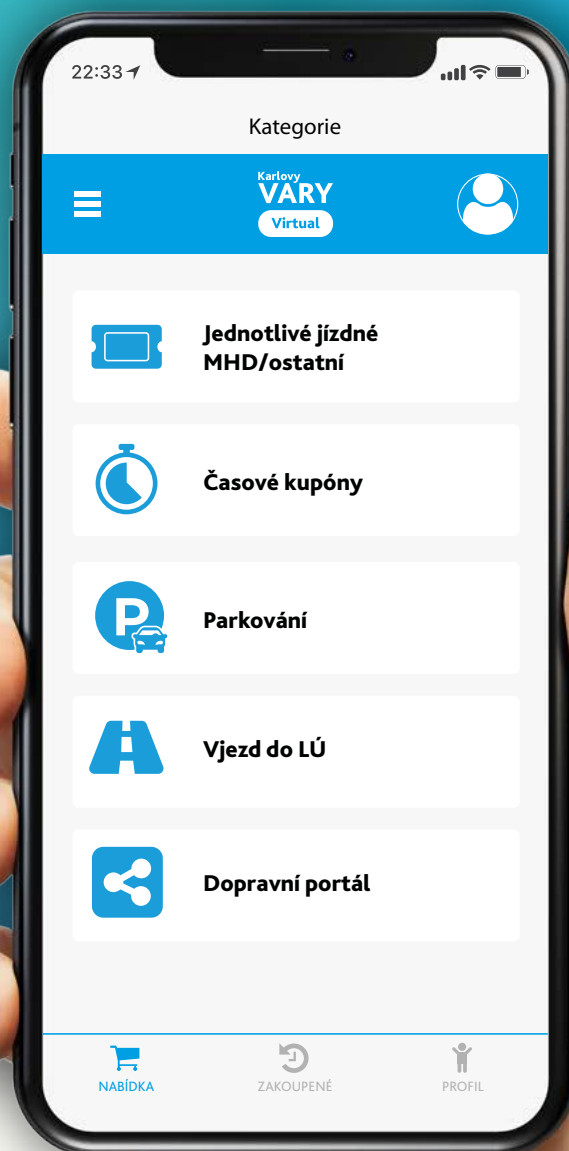 22:33
Kategorie
Karlovy
VARY
Virtual
Jednotlivé jízdné
MHD/ostatní
Časové kupóny
P
Parkování
Vjezd do LÚ
Dopravní portál
NABÍDKA
ZAKOUPENÉ
PROFIL